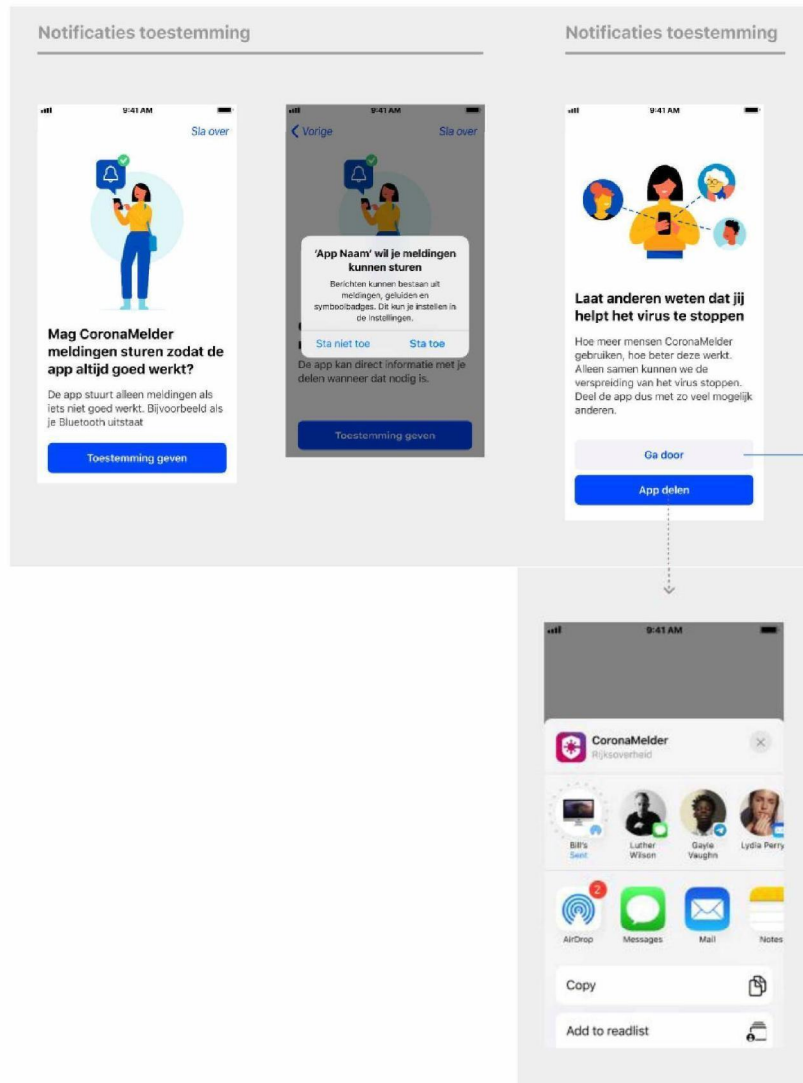 Notificaties toestemming
9:41 AM
Sla over
Mag CoronaMelder
meldingen sturen zodat de
app altijd goed werkt?
De app stuurt alleen meldingen als
iets niet goed werkt. Bijvoorbeeld als
je Bluetooth uitstaat
Toestemming geven
9:41 AM
Vorige
Sla over
'App Naam' wil je meldingen
kunnen sturen
Berichten kunnen bestaan uit
meldingen, geluiden en
symboolbadges. Dit kun je instellen in
de Instellingen.
Sta niet toe
Sta toe
De app kan direct informatie met je
delen wanneer dat nodig is.
Toestemming geven
Notificaties toestemming
9:41 AM
Laat anderen weten dat jij
helpt het virus te stoppen
Hoe meer mensen CoronaMelder
gebruiken, hoe beter deze werkt.
Alleen samen kunnen we de
verspreiding van het virus stoppen.
Deel de app dus met zo veel mogelijk
anderen.
Ga door
App delen
9:41 AM
CoronaMelder
Rijksoverheid
Bill's
Sent
Luther
Wilson
Gayle
Vaughn
Lydia Perry
2
AirDrop
Messages
Mail
Notes
Copy
Add to readlist